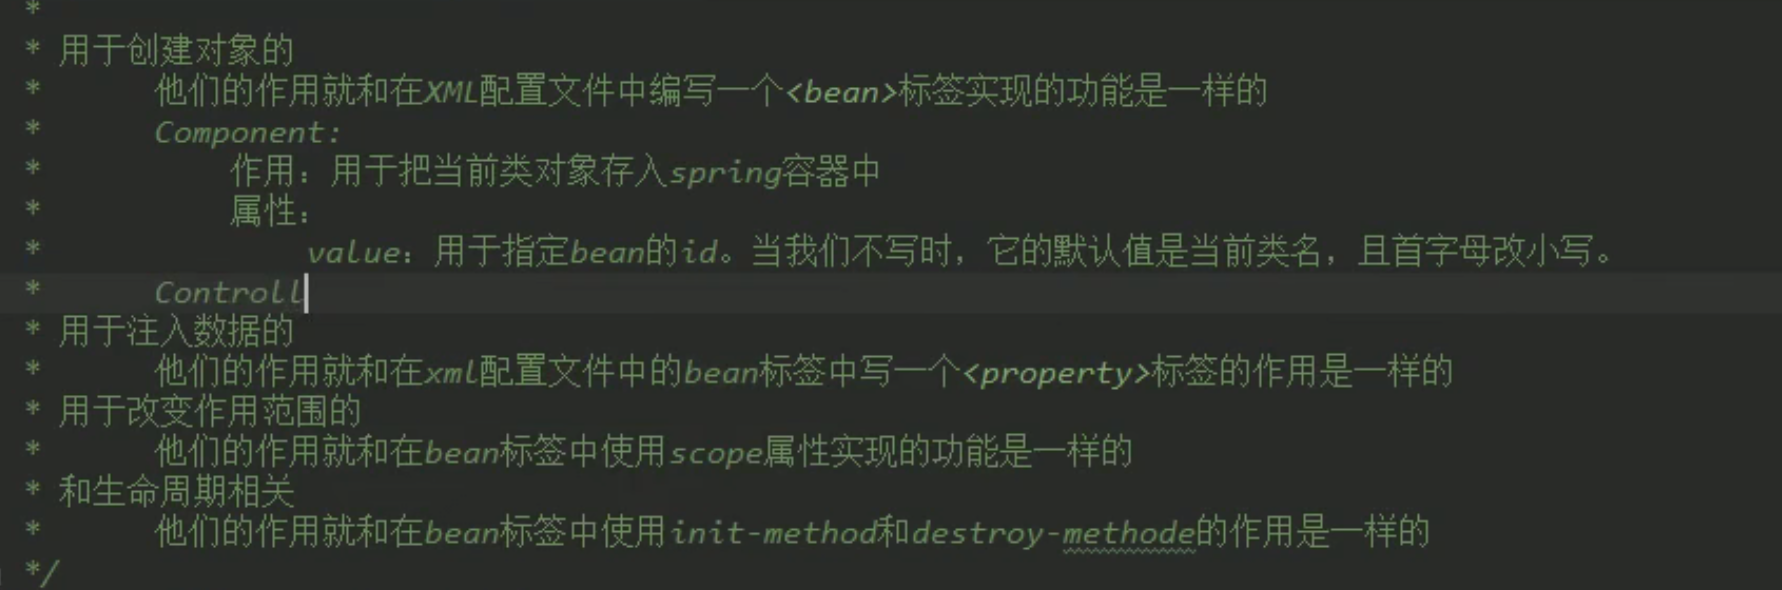 *
* 用于创建对象的
*      他们的作用就和在XML配置文件中编写一个<bean>标签实现的功能是一样的
*      Component:
*          作用：用于把当前类对象存入spring容器中
*          属性：
*              value：用于指定bean的id。当我们不写时，它的默认值是当前类名，且首字母改小写。
*      Controll
* 用于注入数据的
*      他们的作用就和在xml配置文件中的bean标签中写一个<property>标签的作用是一样的
* 用于改变作用范围的
*      他们的作用就和在bean标签中使用scope属性实现的功能是一样的
* 和生命周期相关
*      他们的作用就和在bean标签中使用init-method和destroy-methode的作用是一样的
*/